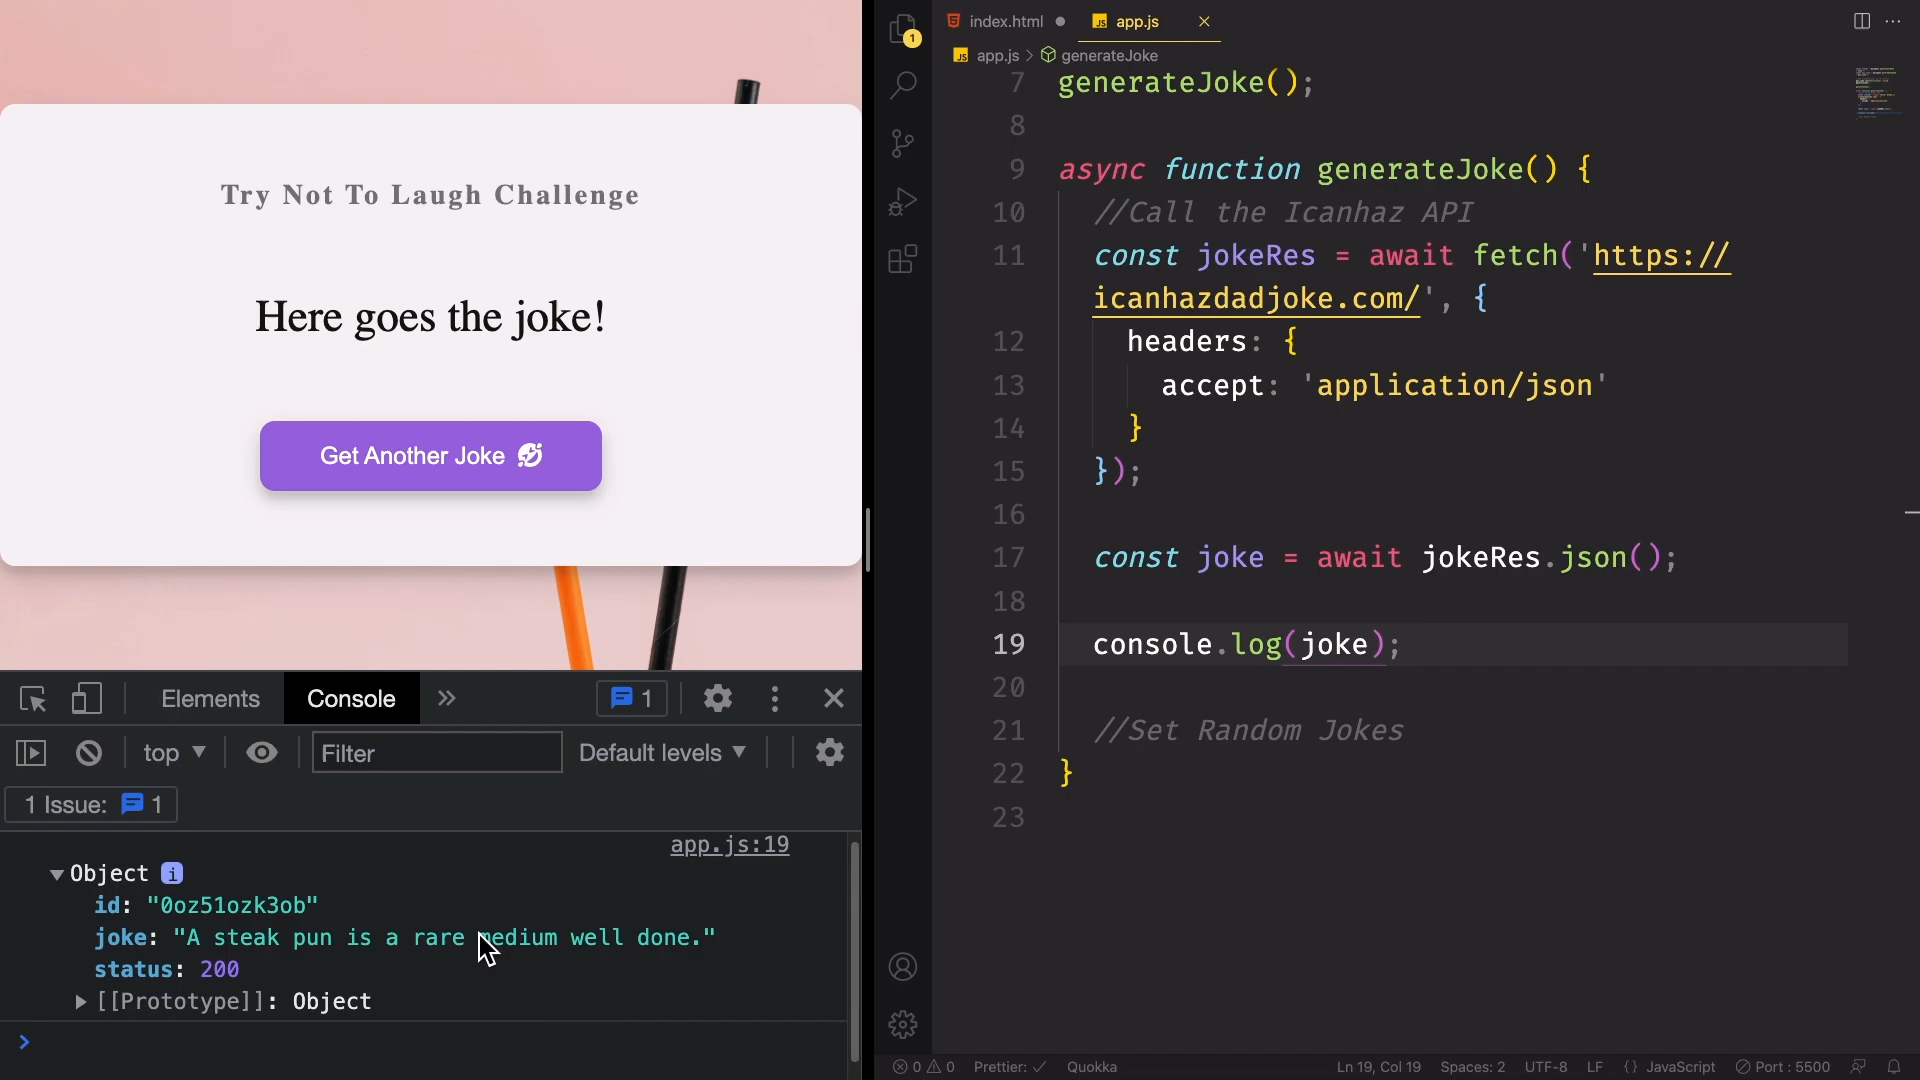 Try Not To Laugh Challenge
Here goes the joke!
Get Another Joke
Elements
Console
1
top
Filter
Default levels
1 Issue:
1
app.js:19
Object i
id: "0oz51ozk3ob"
joke: "A steak pun is a rare medium well done."
status: 200
[[Prototype]]: Object
1
index.html
JS app.js
JS app.js > generateJoke
7 generateJoke();
8
9 async function generateJoke() {
10 //Call the Icanhaz API
11 const jokeRes = await fetch('https://
icanhazdadjoke.com/', {
12 headers: {
13 accept: 'application/json'
14 }
15 });
16
17 const joke = await jokeRes.json();
18
19 console.log(joke);
20
21 //Set Random Jokes
22 }
23
0 0 Prettier: ✓ Quokka Ln 19, Col 19 Spaces: 2 UTF-8 LF {} JavaScript Port : 5500